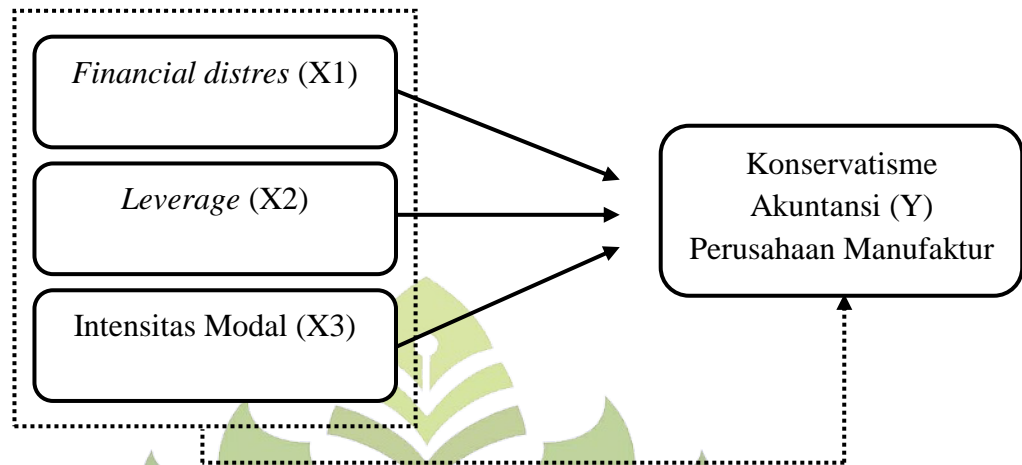 Financial distres (X1)
Leverage (X2)
Intensitas Modal (X3)
Konservatisme
Akuntansi (Y)
Perusahaan Manufaktur